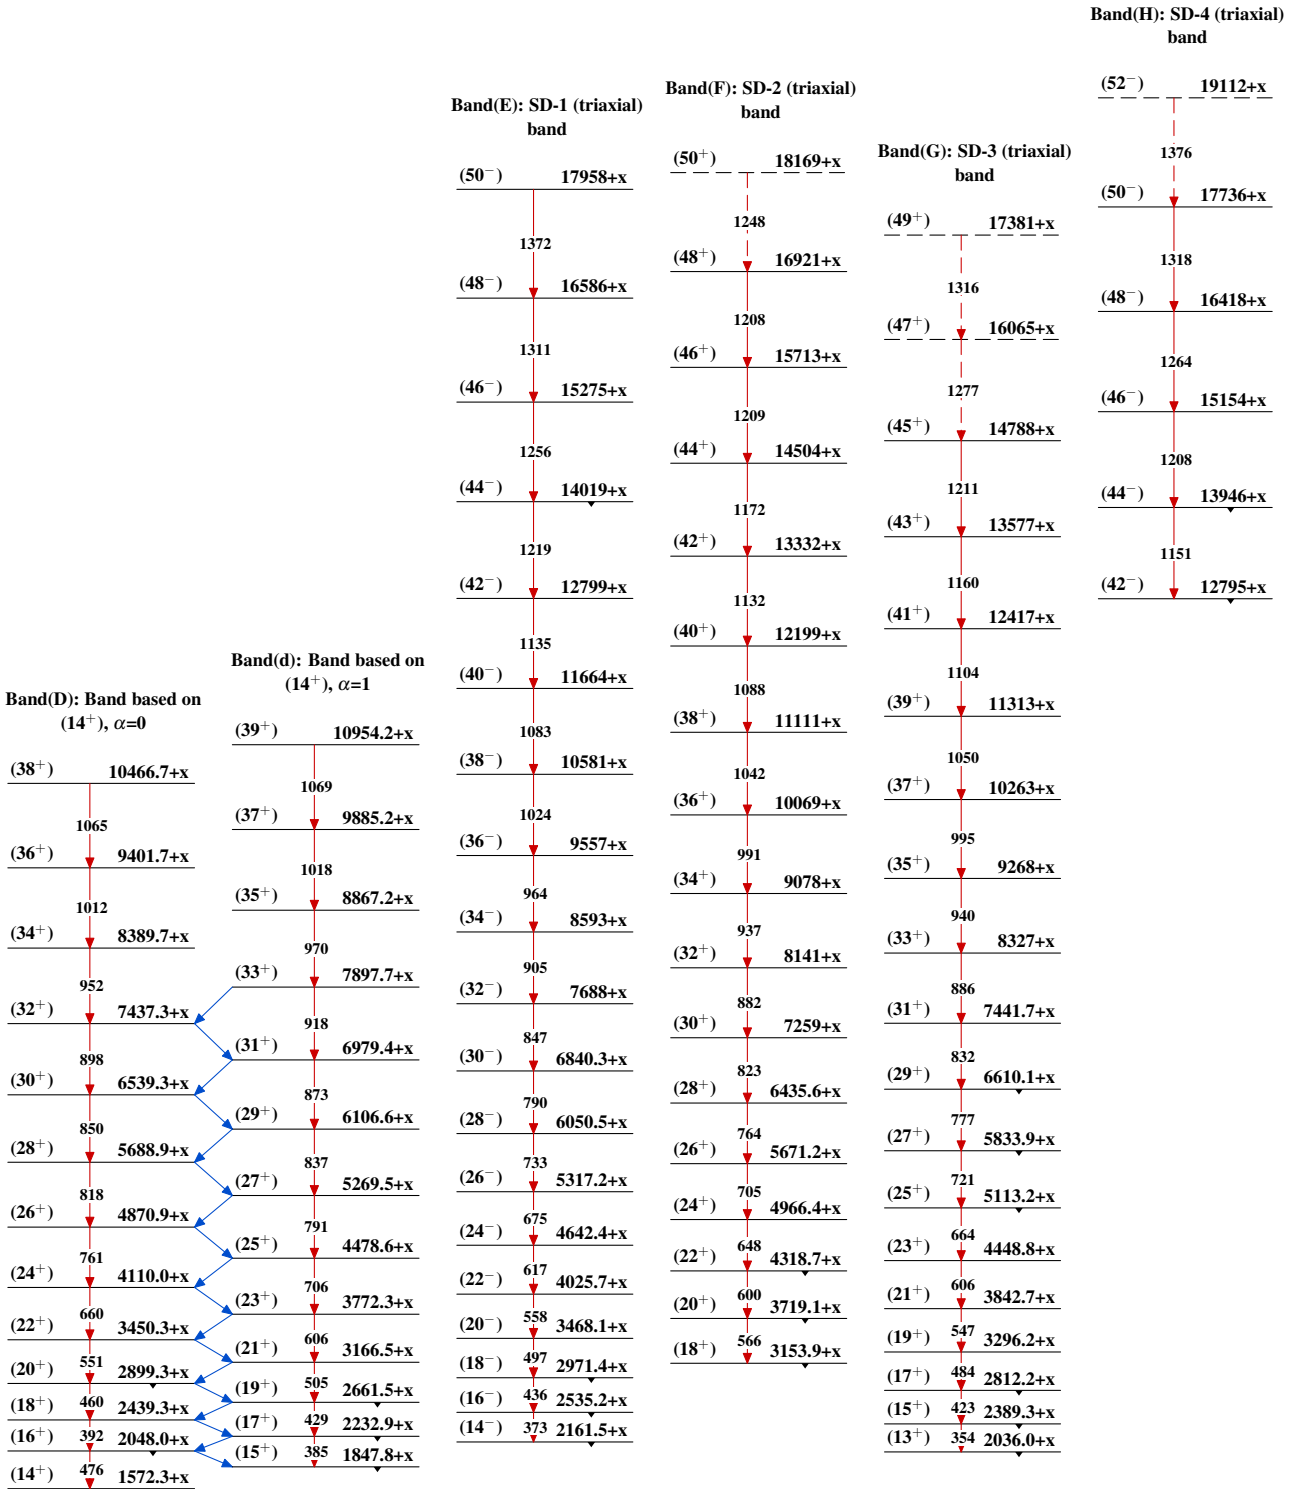 Band(D): Band based on
(14⁺), α=0
(38⁺) 10466.7+x
1065
(36⁺) 9401.7+x
1012
(34⁺) 8389.7+x
952
(32⁺) 7437.3+x
898
(30⁺) 6539.3+x
850
(28⁺) 5688.9+x
818
(26⁺) 4870.9+x
761
(24⁺) 4110.0+x
660
(22⁺) 3450.3+x
551
(20⁺) 2899.3+x
460
(18⁺) 2439.3+x
392
(16⁺) 2048.0+x
476
(14⁺) 1572.3+x
Band(d): Band based on
(14⁺), α=1
(39⁺) 10954.2+x
1069
(37⁺) 9885.2+x
1018
(35⁺) 8867.2+x
970
(33⁺) 7897.7+x
918
(31⁺) 6979.4+x
873
(29⁺) 6106.6+x
837
(27⁺) 5269.5+x
791
(25⁺) 4478.6+x
706
(23⁺) 3772.3+x
606
(21⁺) 3166.5+x
505
(19⁺) 2661.5+x
429
(17⁺) 2232.9+x
385
(15⁺) 1847.8+x
Band(E): SD-1 (triaxial)
band
(50⁻) 17958+x
1372
(48⁻) 16586+x
1311
(46⁻) 15275+x
1256
(44⁻) 14019+x
1219
(42⁻) 12799+x
1135
(40⁻) 11664+x
1083
(38⁻) 10581+x
1024
(36⁻) 9557+x
964
(34⁻) 8593+x
905
(32⁻) 7688+x
847
(30⁻) 6840.3+x
790
(28⁻) 6050.5+x
733
(26⁻) 5317.2+x
675
(24⁻) 4642.4+x
617
(22⁻) 4025.7+x
558
(20⁻) 3468.1+x
497
(18⁻) 2971.4+x
436
(16⁻) 2535.2+x
373
(14⁻) 2161.5+x
Band(F): SD-2 (triaxial)
band
(50⁺) 18169+x
1248
(48⁺) 16921+x
1208
(46⁺) 15713+x
1209
(44⁺) 14504+x
1172
(42⁺) 13332+x
1132
(40⁺) 12199+x
1088
(38⁺) 11111+x
1042
(36⁺) 10069+x
991
(34⁺) 9078+x
937
(32⁺) 8141+x
882
(30⁺) 7259+x
823
(28⁺) 6435.6+x
764
(26⁺) 5671.2+x
705
(24⁺) 4966.4+x
648
(22⁺) 4318.7+x
600
(20⁺) 3719.1+x
566
(18⁺) 3153.9+x
Band(G): SD-3 (triaxial)
band
(49⁺) 17381+x
1316
(47⁺) 16065+x
1277
(45⁺) 14788+x
1211
(43⁺) 13577+x
1160
(41⁺) 12417+x
1104
(39⁺) 11313+x
1050
(37⁺) 10263+x
995
(35⁺) 9268+x
940
(33⁺) 8327+x
886
(31⁺) 7441.7+x
832
(29⁺) 6610.1+x
777
(27⁺) 5833.9+x
721
(25⁺) 5113.2+x
664
(23⁺) 4448.8+x
606
(21⁺) 3842.7+x
547
(19⁺) 3296.2+x
484
(17⁺) 2812.2+x
423
(15⁺) 2389.3+x
354
(13⁺) 2036.0+x
Band(H): SD-4 (triaxial)
band
(52⁻) 19112+x
1376
(50⁻) 17736+x
1318
(48⁻) 16418+x
1264
(46⁻) 15154+x
1208
(44⁻) 13946+x
1151
(42⁻) 12795+x